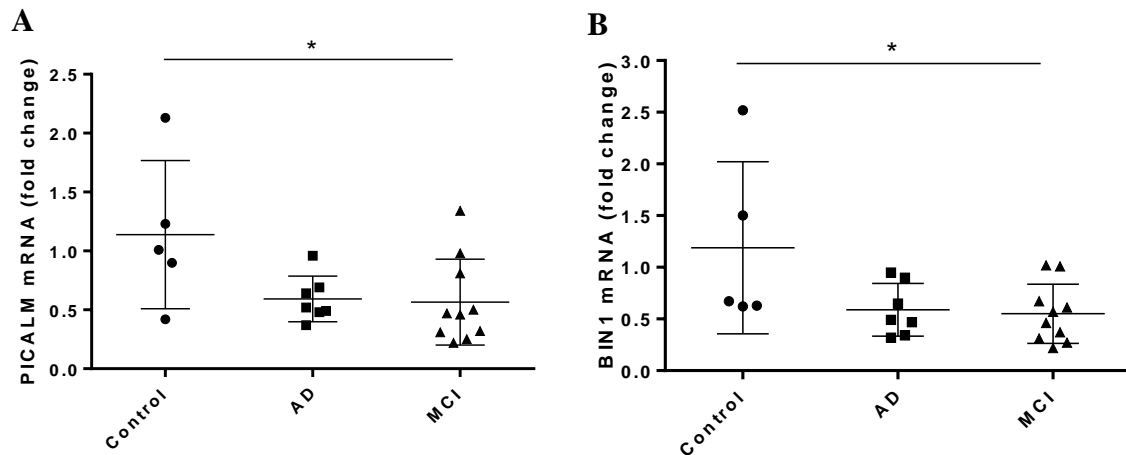 A
*
PICALM mRNA (fold change)
2.5
2.0
1.5
1.0
0.5
0.0
Control
AD
MCI
B
*
BIN1 mRNA (fold change)
3.0
2.5
2.0
1.5
1.0
0.5
0.0
Control
AD
MCI